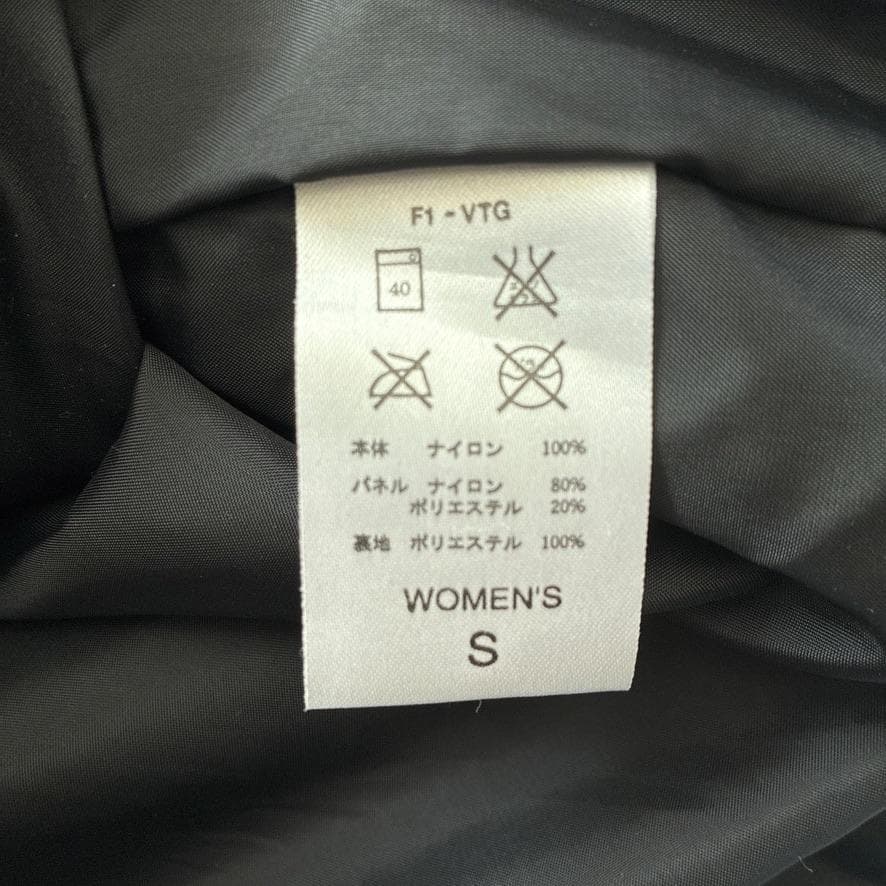 F1-VTG
40
本体 ナイロン 100%
パネル ナイロン 80%
ポリエステル 20%
裏地 ポリエステル 100%
WOMEN'S
S